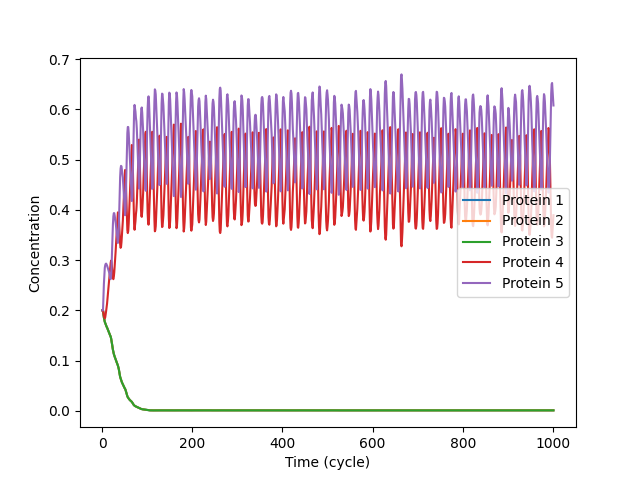 0.7
0.6
0.5
0.4
0.3
0.2
0.1
0.0
Concentration
Protein 1
Protein 2
Protein 3
Protein 4
Protein 5
0 200 400 600 800 1000
Time (cycle)